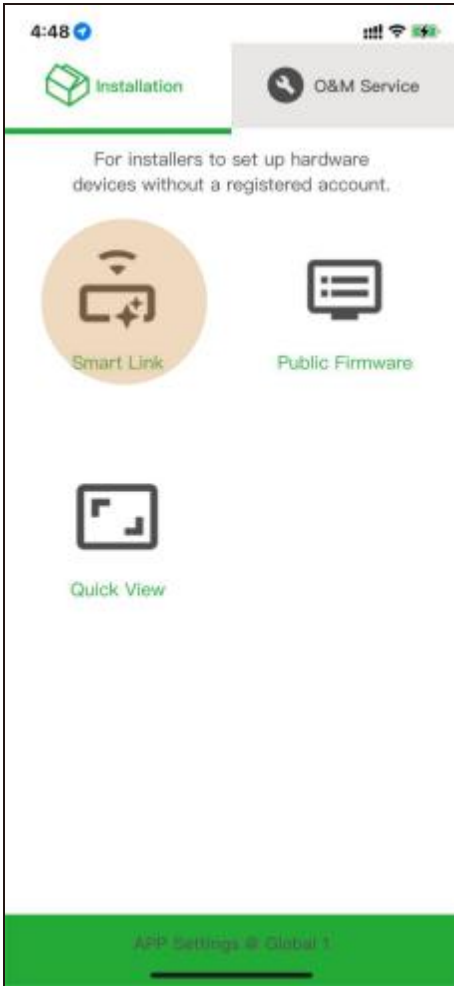 4:48
Installation
O&M Service
For installers to set up hardware
devices without a registered account.
Smart Link
Public Firmware
Quick View
APP Settings @ Global 1